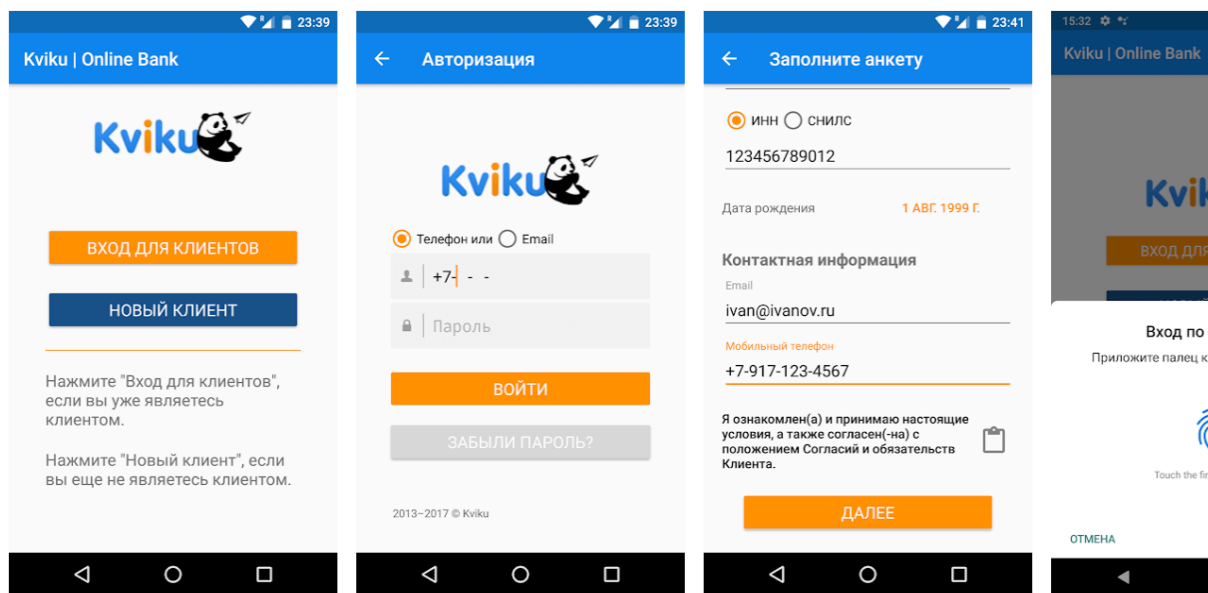 23:39
Kviku | Online Bank
Kviku
ВХОД ДЛЯ КЛИЕНТОВ
НОВЫЙ КЛИЕНТ
Нажмите "Вход для клиентов",
если вы уже являетесь
клиентом.
Нажмите "Новый клиент", если
вы еще не являетесь клиентом.
23:39
Авторизация
Kviku
Телефон или Email
+7- - -
Пароль
ВОЙТИ
ЗАБЫЛИ ПАРОЛЬ?
2013–2017 © Kviku
23:41
Заполните анкету
ИНН СНИЛС
123456789012
Дата рождения 1 АВГ. 1999 Г.
Контактная информация
Email
ivan@ivanov.ru
Мобильный телефон
+7-917-123-4567
Я ознакомлен(а) и принимаю настоящие
условия, а также согласен(-на) с
положением Согласий и обязательств
Клиента.
ДАЛЕЕ
15:32
Kviku | Online Bank
ВХОД ДЛЯ
Вход по
Приложите палец к
Touch the
ОТМЕНА